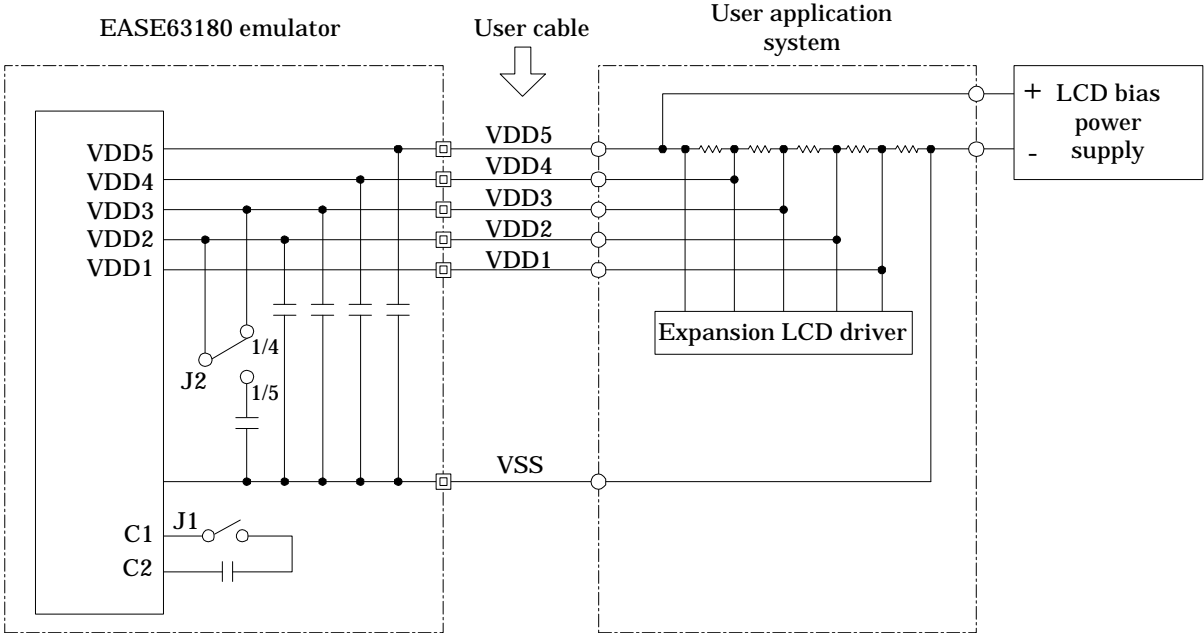 EASE63180 emulator
User cable
User application
system
VDD5
VDD4
VDD3
VDD2
VDD1
J2
1/4
1/5
C1
J1
C2
VDD5
VDD4
VDD3
VDD2
VDD1
VSS
Expansion LCD driver
+ LCD bias
power
- supply